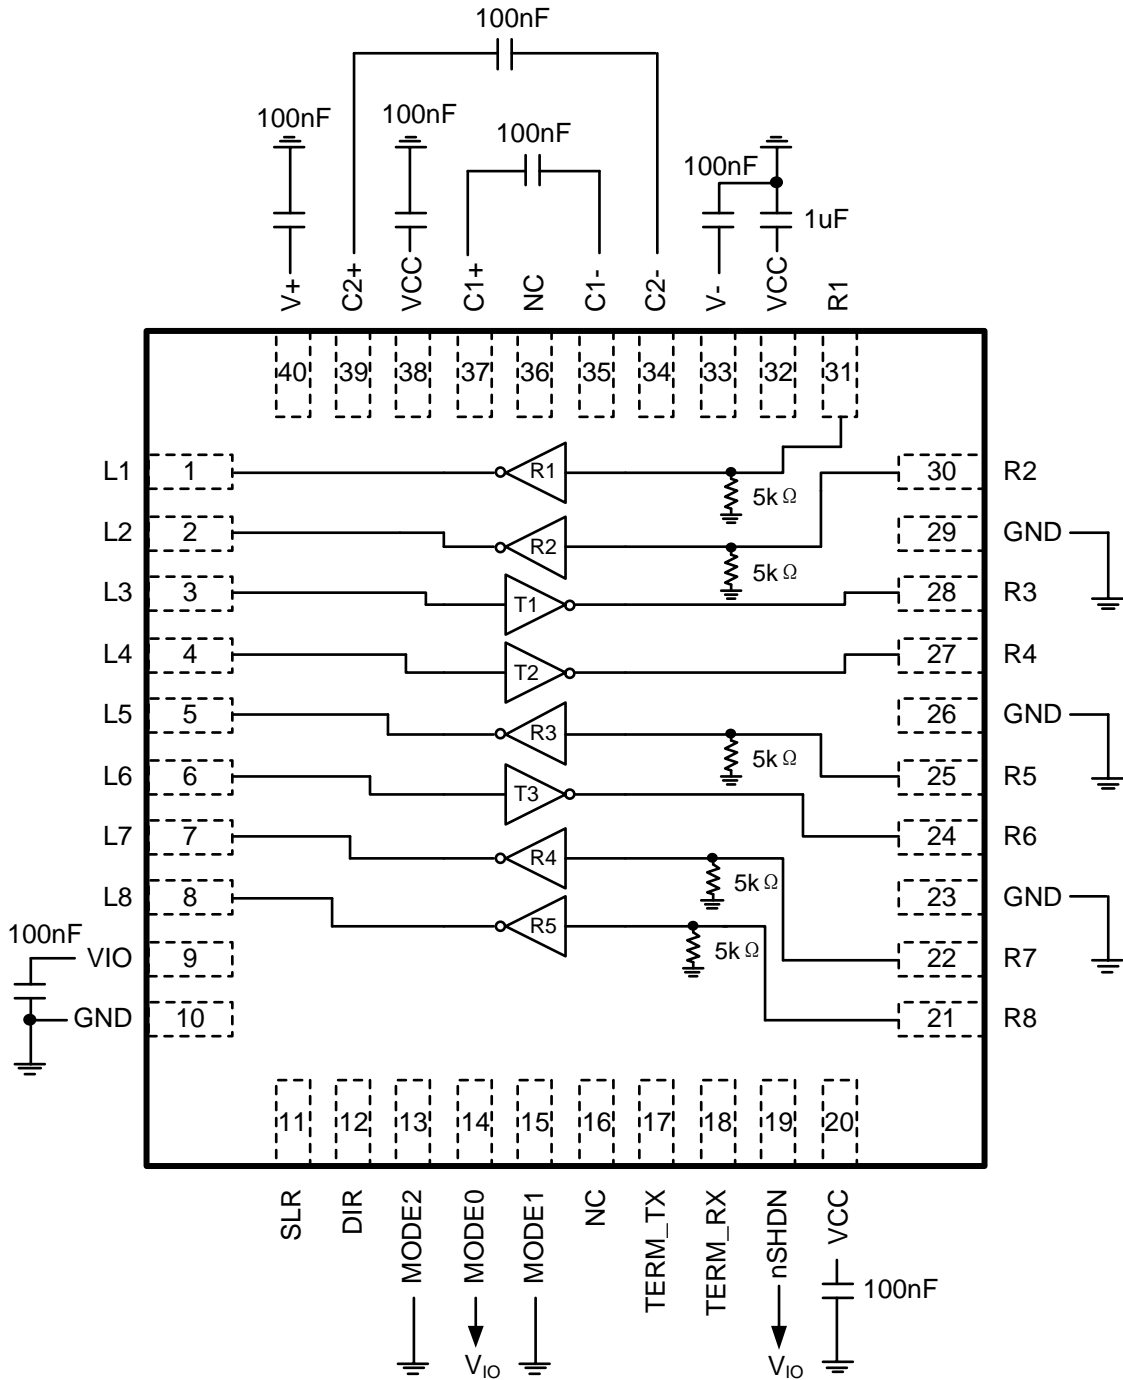 100nF
100nF 100nF 100nF 100nF
1uF
V+ C2+ VCC C1+ NC C1- C2- V- VCC R1
40 39 38 37 36 35 34 33 32 31
L1 1 R1 5kΩ 30 R2
L2 2 R2 5kΩ 29 GND
L3 3 T1 28 R3
L4 4 T2 27 R4
L5 5 R3 5kΩ 26 GND
L6 6 T3 25 R5
L7 7 R4 5kΩ 24 R6
L8 8 R5 5kΩ 23 GND
100nF
VIO 9 22 R7
GND 10 21 R8
11 12 13 14 15 16 17 18 19 20
SLR DIR MODE2 MODE0 MODE1 NC TERM_TX TERM_RX nSHDN VCC
100nF
VIO VIO